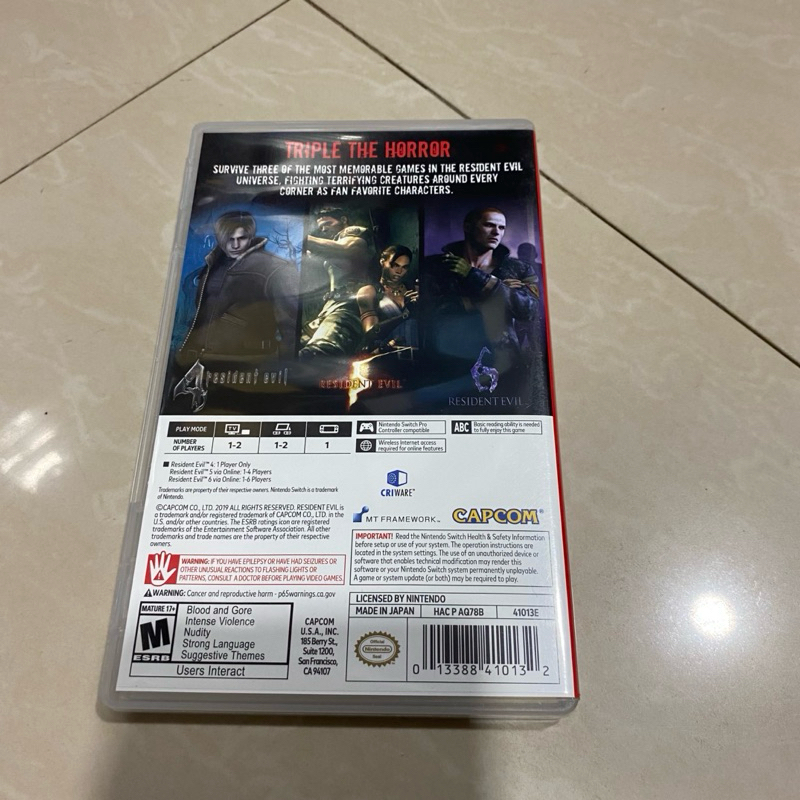 TRIPLE THE HORROR
SURVIVE THREE OF THE MOST MEMORABLE GAMES IN THE RESIDENT EVIL
UNIVERSE, FIGHTING TERRIFYING CREATURES AROUND EVERY
CORNER AS FAN FAVORITE CHARACTERS.
4 resident evil
RESIDENT EVIL 5
6
RESIDENT EVIL
PLAY MODE
TV
NUMBER
OF PLAYERS
1-2
1-2
1
Nintendo Switch Pro
Controller compatible
ABC
Basic reading ability is needed
to fully enjoy this game
Wireless internet access
required for online features
■ Resident Evil™ 4: 1 Player Only
Resident Evil™ 5 via Online: 1-4 Players
Resident Evil™ 6 via Online: 1-6 Players
Trademarks are property of their respective owners. Nintendo Switch is a trademark
of Nintendo.
©CAPCOM CO., LTD. 2019 ALL RIGHTS RESERVED. RESIDENT EVIL is
a trademark and/or registered trademark of CAPCOM CO., LTD. in the
U.S. and/or other countries. The ESRB ratings icon are registered
trademarks of the Entertainment Software Association. All other
trademarks and trade names are the property of their respective
owners.
CRIWARE™
MT FRAMEWORK™
CAPCOM®
WARNING: IF YOU HAVE EPILEPSY OR HAVE HAD SEIZURES OR
OTHER UNUSUAL REACTIONS TO FLASHING LIGHTS OR
PATTERNS, CONSULT A DOCTOR BEFORE PLAYING VIDEO GAMES.
IMPORTANT! Read the Nintendo Switch Health & Safety Information
before setup or use of your system. The operation instructions are
located in the system settings. The use of an unauthorized device or
software that enables technical modification may render this
software or your Nintendo Switch system permanently unplayable.
A game or system update (or both) may be required to play.
WARNING: Cancer and reproductive harm - p65warnings.ca.gov
MATURE 17+
M
ESRB
Blood and Gore
Intense Violence
Nudity
Strong Language
Suggestive Themes
Users Interact
CAPCOM
U.S.A., INC.
185 Berry St.,
Suite 1200,
San Francisco,
CA 94107
LICENSED BY NINTENDO
MADE IN JAPAN
HAC P AQ78B
41013E
Official
Nintendo
Seal
0 13388 41013 2